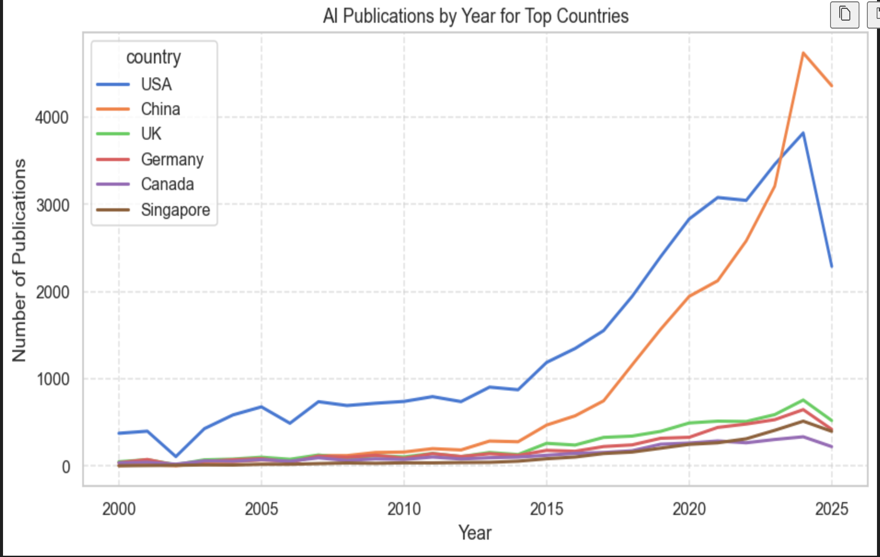 AI Publications by Year for Top Countries
country
USA
China
UK
Germany
Canada
Singapore
4000
3000
2000
1000
0
Number of Publications
2000 2005 2010 2015 2020 2025
Year